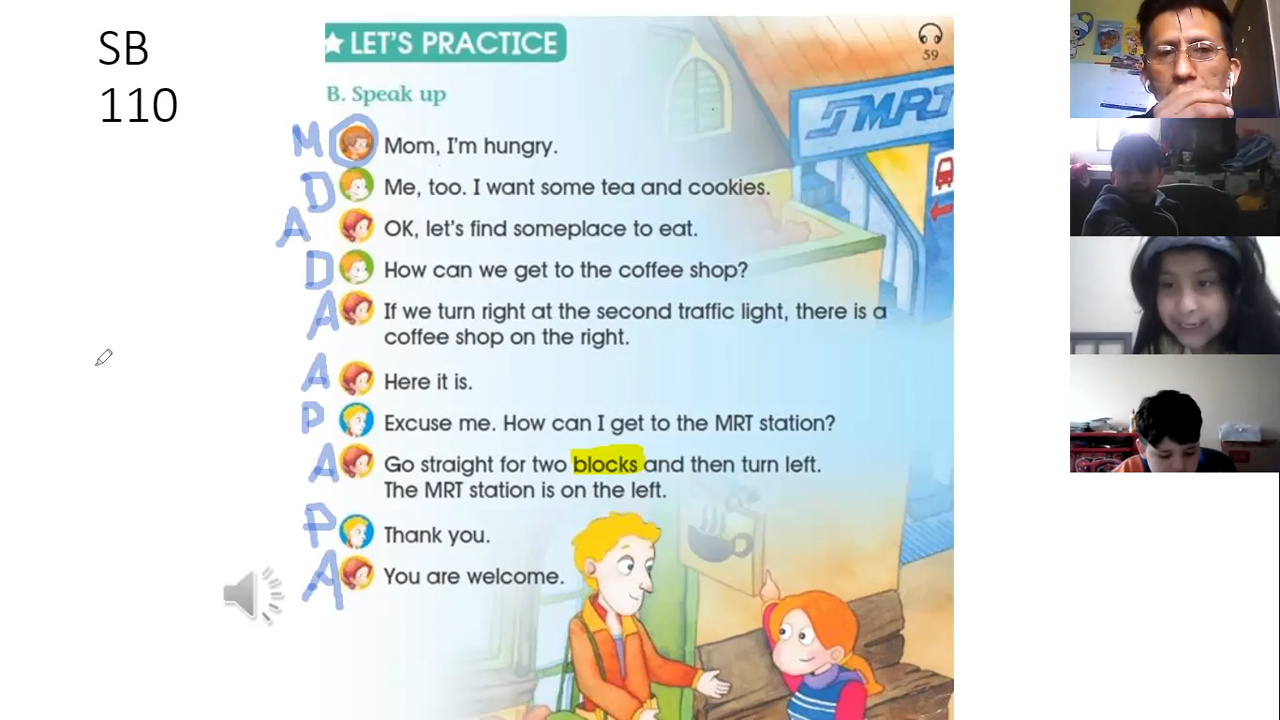 SB
110
LET'S PRACTICE
59
B. Speak up
MRT
M Mom, I'm hungry.
D Me, too. I want some tea and cookies.
A OK, let's find someplace to eat.
D How can we get to the coffee shop?
A If we turn right at the second traffic light, there is a
coffee shop on the right.
A Here it is.
P Excuse me. How can I get to the MRT station?
A Go straight for two blocks and then turn left.
The MRT station is on the left.
P Thank you.
A You are welcome.